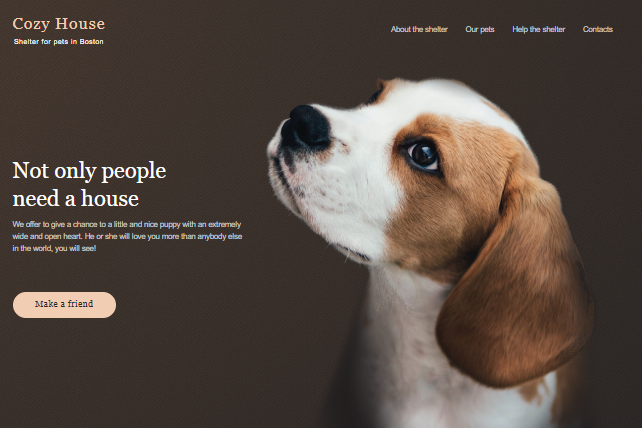 Cozy House
Shelter for pets in Boston
About the shelter Our pets Help the shelter Contacts
Not only people
need a house
We offer to give a chance to a little and nice puppy with an extremely
wide and open heart. He or she will love you more than anybody else
in the world, you will see!
Make a friend